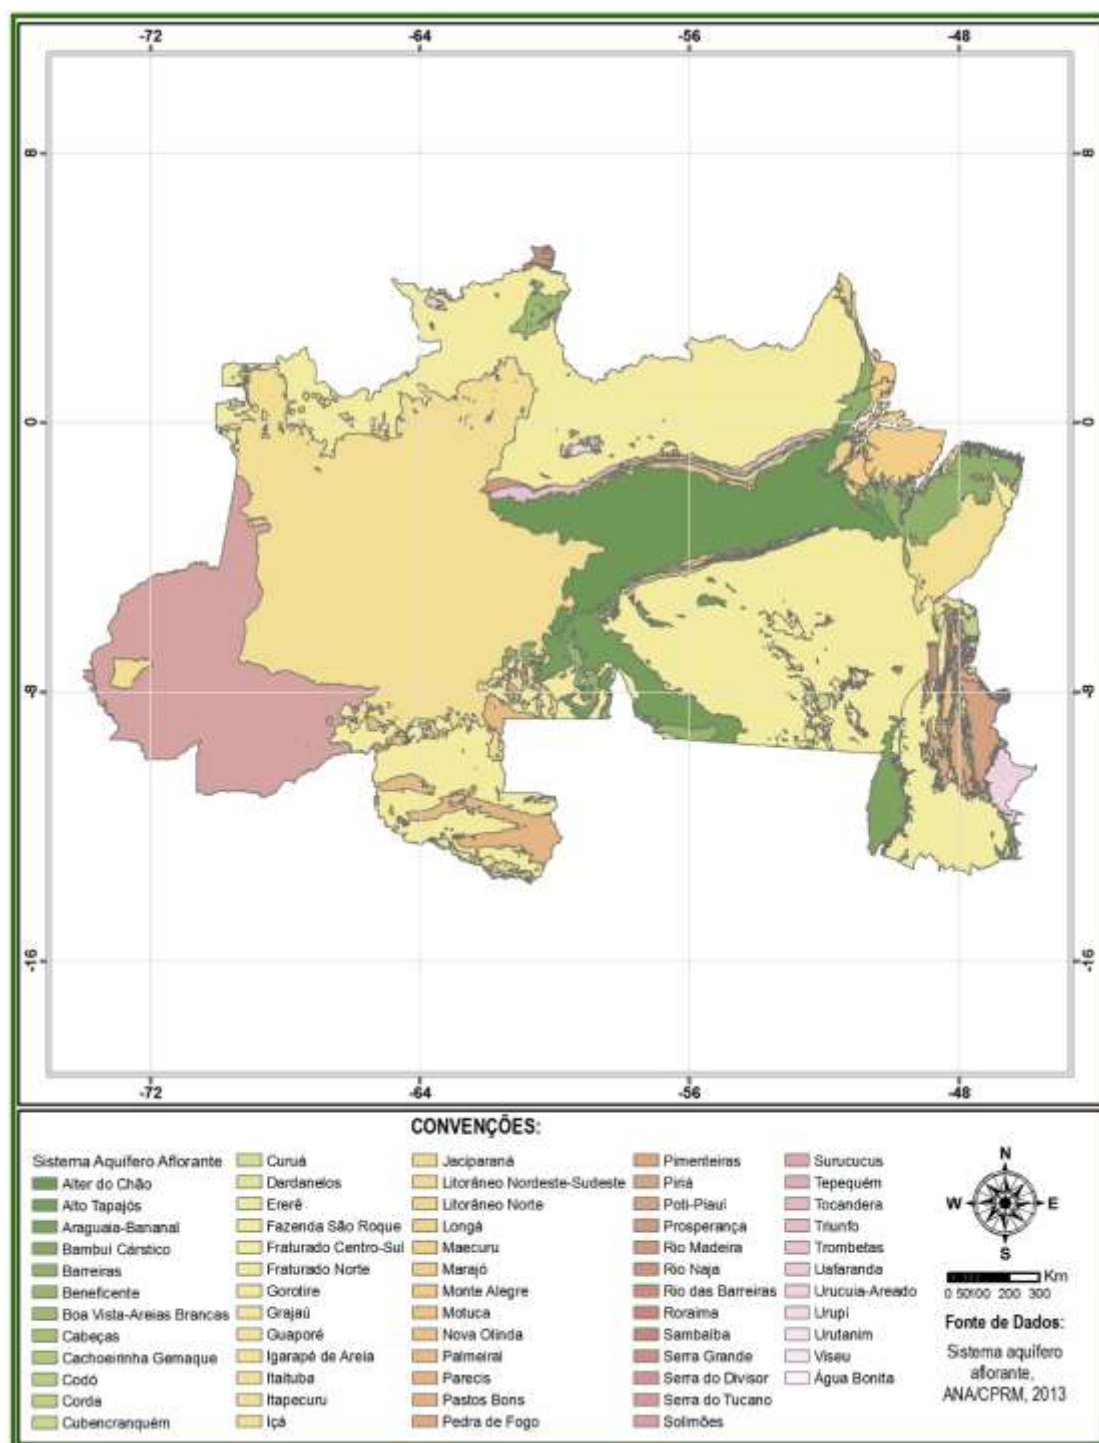 -72 -64 -56 -48
8 8
0 0
-8 -8
-16 -16
-72 -64 -56 -48
CONVENÇÕES:
Sistema Aquífero Aflorante
Alter do Chão
Alto Tapajós
Araguaia-Bananal
Bambuí Cárstico
Barreiras
Beneficente
Boa Vista-Areias Brancas
Cabeças
Cachoeirinha Gemaque
Codó
Corda
Cubencranquém
Curuá
Dardanelos
Ererê
Fazenda São Roque
Fraturado Centro-Sul
Fraturado Norte
Gorotire
Grajaú
Guaporé
Igarapé de Areia
Itaituba
Itapecuru
Içá
Jaciparaná
Litorâneo Nordeste-Sudeste
Litorâneo Norte
Longá
Maecuru
Marajó
Monte Alegre
Motuca
Nova Olinda
Palmeiral
Parecis
Pastos Bons
Pedra de Fogo
Pimenteiras
Piriá
Poti-Piauí
Prosperança
Rio Madeira
Rio Naja
Rio das Barreiras
Roraima
Sambaíba
Serra Grande
Serra do Divisor
Serra do Tucano
Solimões
Surucucus
Tepequém
Tocandera
Triunfo
Trombetas
Uafaranda
Urucuia-Areado
Urupi
Urutanim
Viseu
Água Bonita
N
W E
S
Km
0 50100 200 300
Fonte de Dados:
Sistema aquífero
aflorante,
ANA/CPRM, 2013